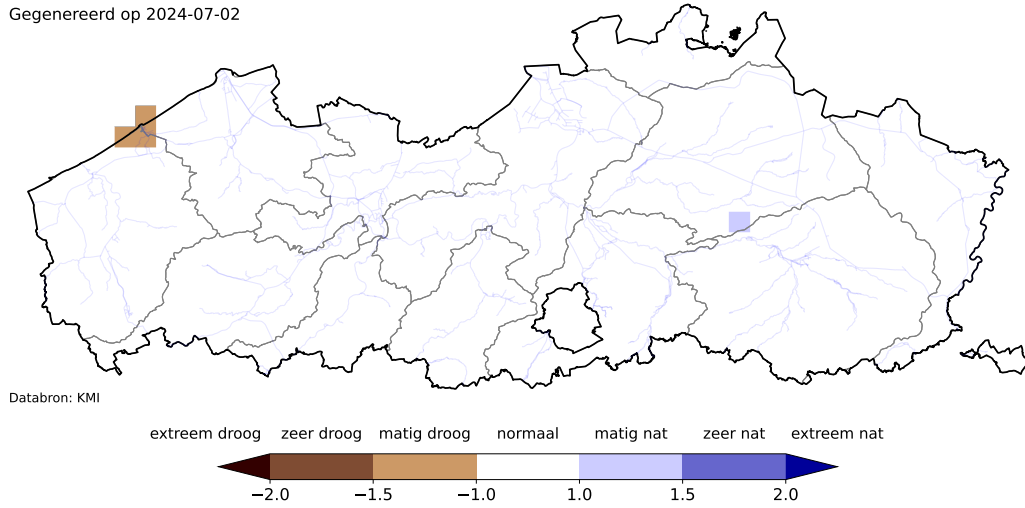 Gegenereerd op 2024-07-02
Databron: KMI
extreem droog zeer droog matig droog normaal matig nat zeer nat extreem nat
−2.0 −1.5 −1.0 1.0 1.5 2.0